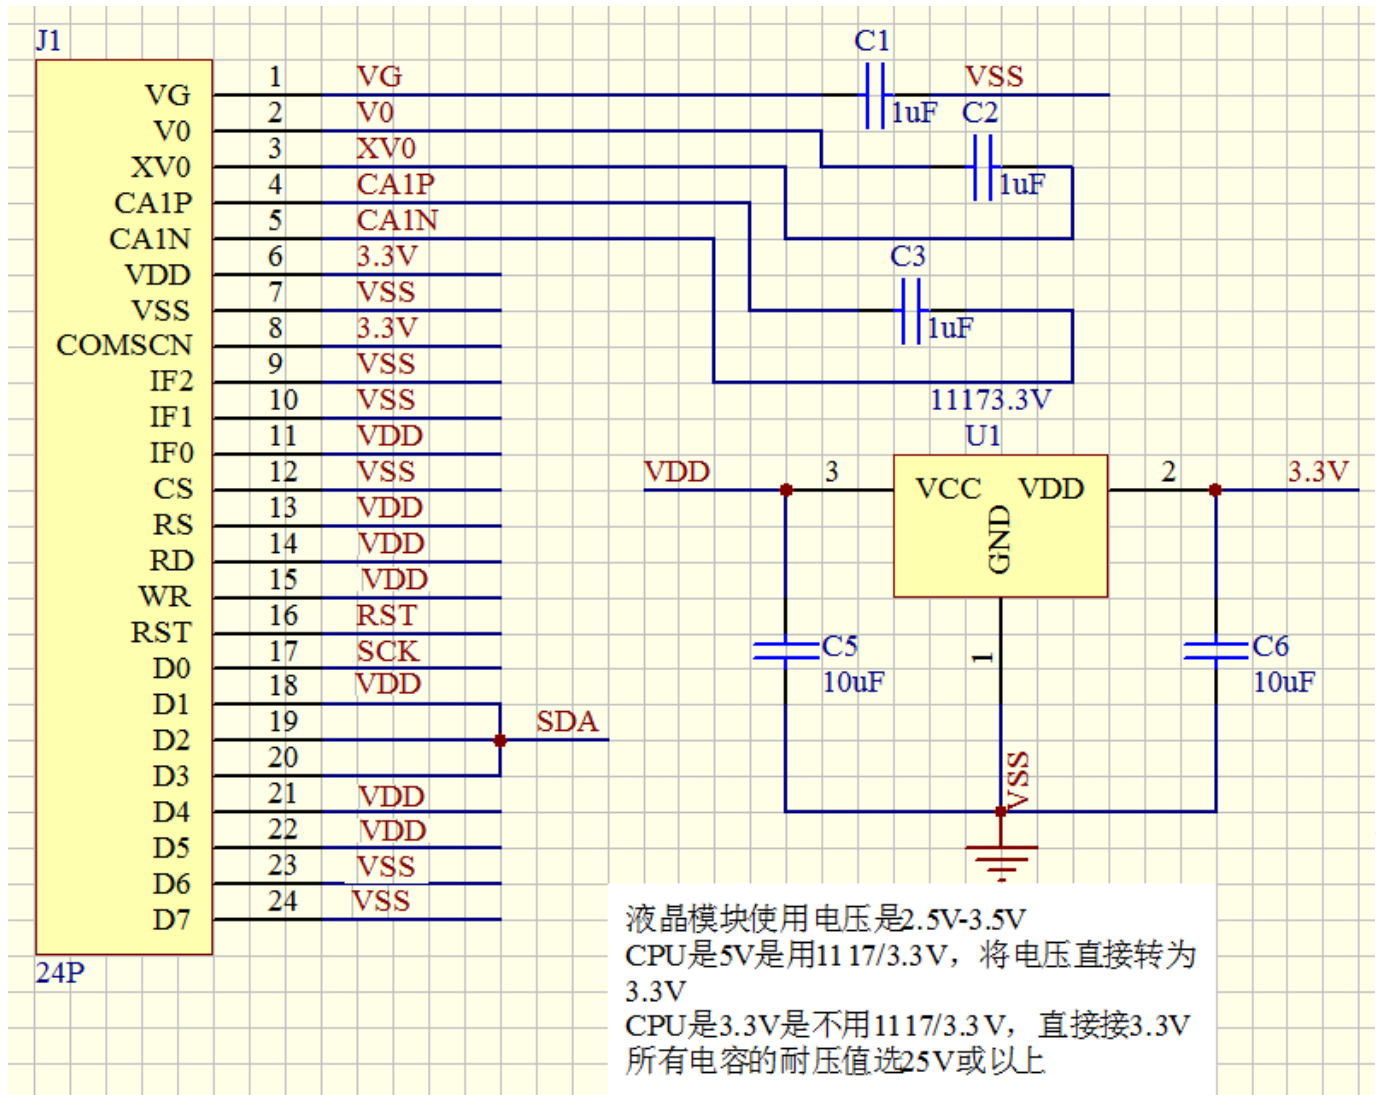 J1
VG 1 VG
V0 2 V0
XV0 3 XV0
CA1P 4 CA1P
CA1N 5 CA1N
VDD 6 3.3V
VSS 7 VSS
COMSCN 8 3.3V
IF2 9 VSS
IF1 10 VSS
IF0 11 VDD
CS 12 VSS
RS 13 VDD
RD 14 VDD
WR 15 VDD
RST 16 RST
D0 17 SCK
D1 18 VDD
D2 19
SDA
D3 20
D4 21 VDD
D5 22 VDD
D6 23 VSS
D7 24 VSS
24P
C1
1uF
VSS
C2
1uF
C3
1uF
11173.3V
U1
VDD 3 VCC VDD 2 3.3V
GND
1
C5
10uF
C6
10uF
VSS
液晶模块使用电压是2.5V-3.5V
CPU是5V是用1117/3.3V，将电压直接转为
3.3V
CPU是3.3V是不用1117/3.3V，直接接3.3V
所有电容的耐压值选25V或以上